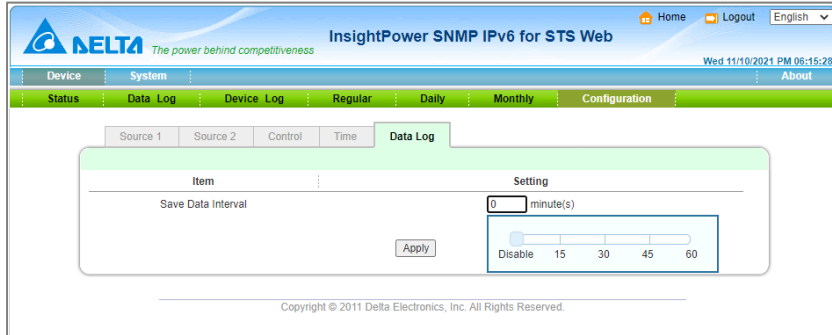 Home Logout English
DELTA The power behind competitiveness
InsightPower SNMP IPv6 for STS Web
Wed 11/10/2021 PM 06:15:28
Device System About
Status Data Log Device Log Regular Daily Monthly Configuration
Source 1 Source 2 Control Time Data Log
Item Setting
Save Data Interval 0 minute(s)
Apply
Disable 15 30 45 60
Copyright © 2011 Delta Electronics, Inc. All Rights Reserved.